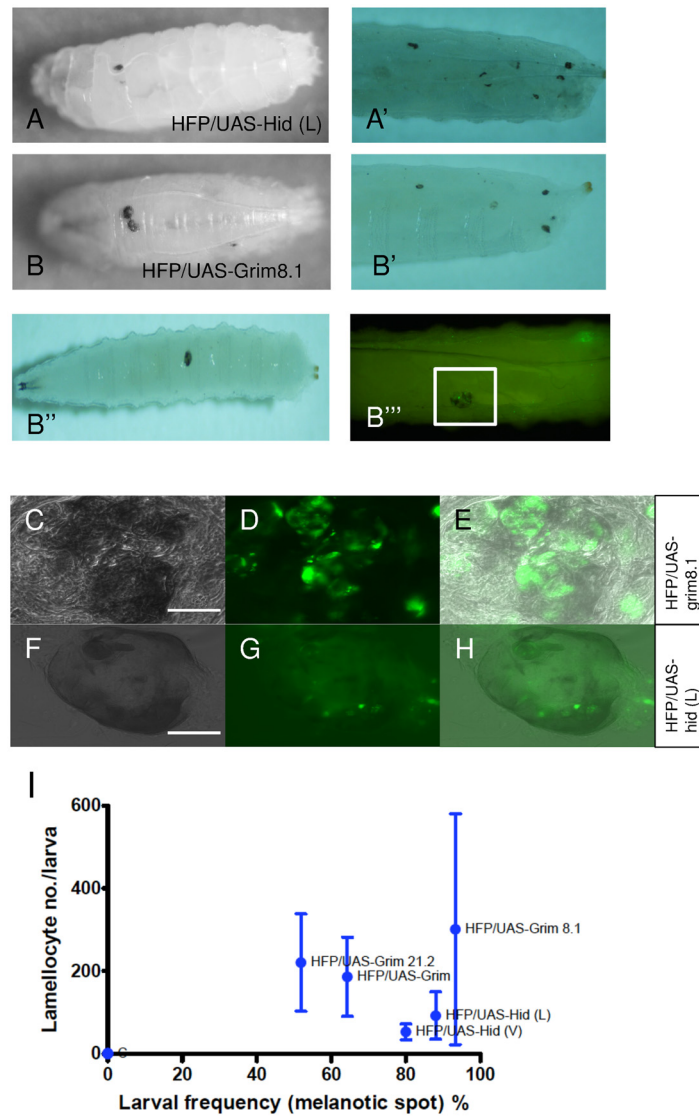 A
HFP/UAS-Hid (L)
A'
B
HFP/UAS-Grim8.1
B'
B''
B'''
C
D
E
HFP/UAS-
grim8.1
F
G
H
HFP/UAS-
hid (L)
I
600
400
200
0
Lamellocyte no./larva
HFP/UAS-Grim 8.1
HFP/UAS-Grim 21.2
HFP/UAS-Grim
HFP/UAS-Hid (L)
HFP/UAS-Hid (V)
C
0 20 40 60 80 100
Larval frequency (melanotic spot) %